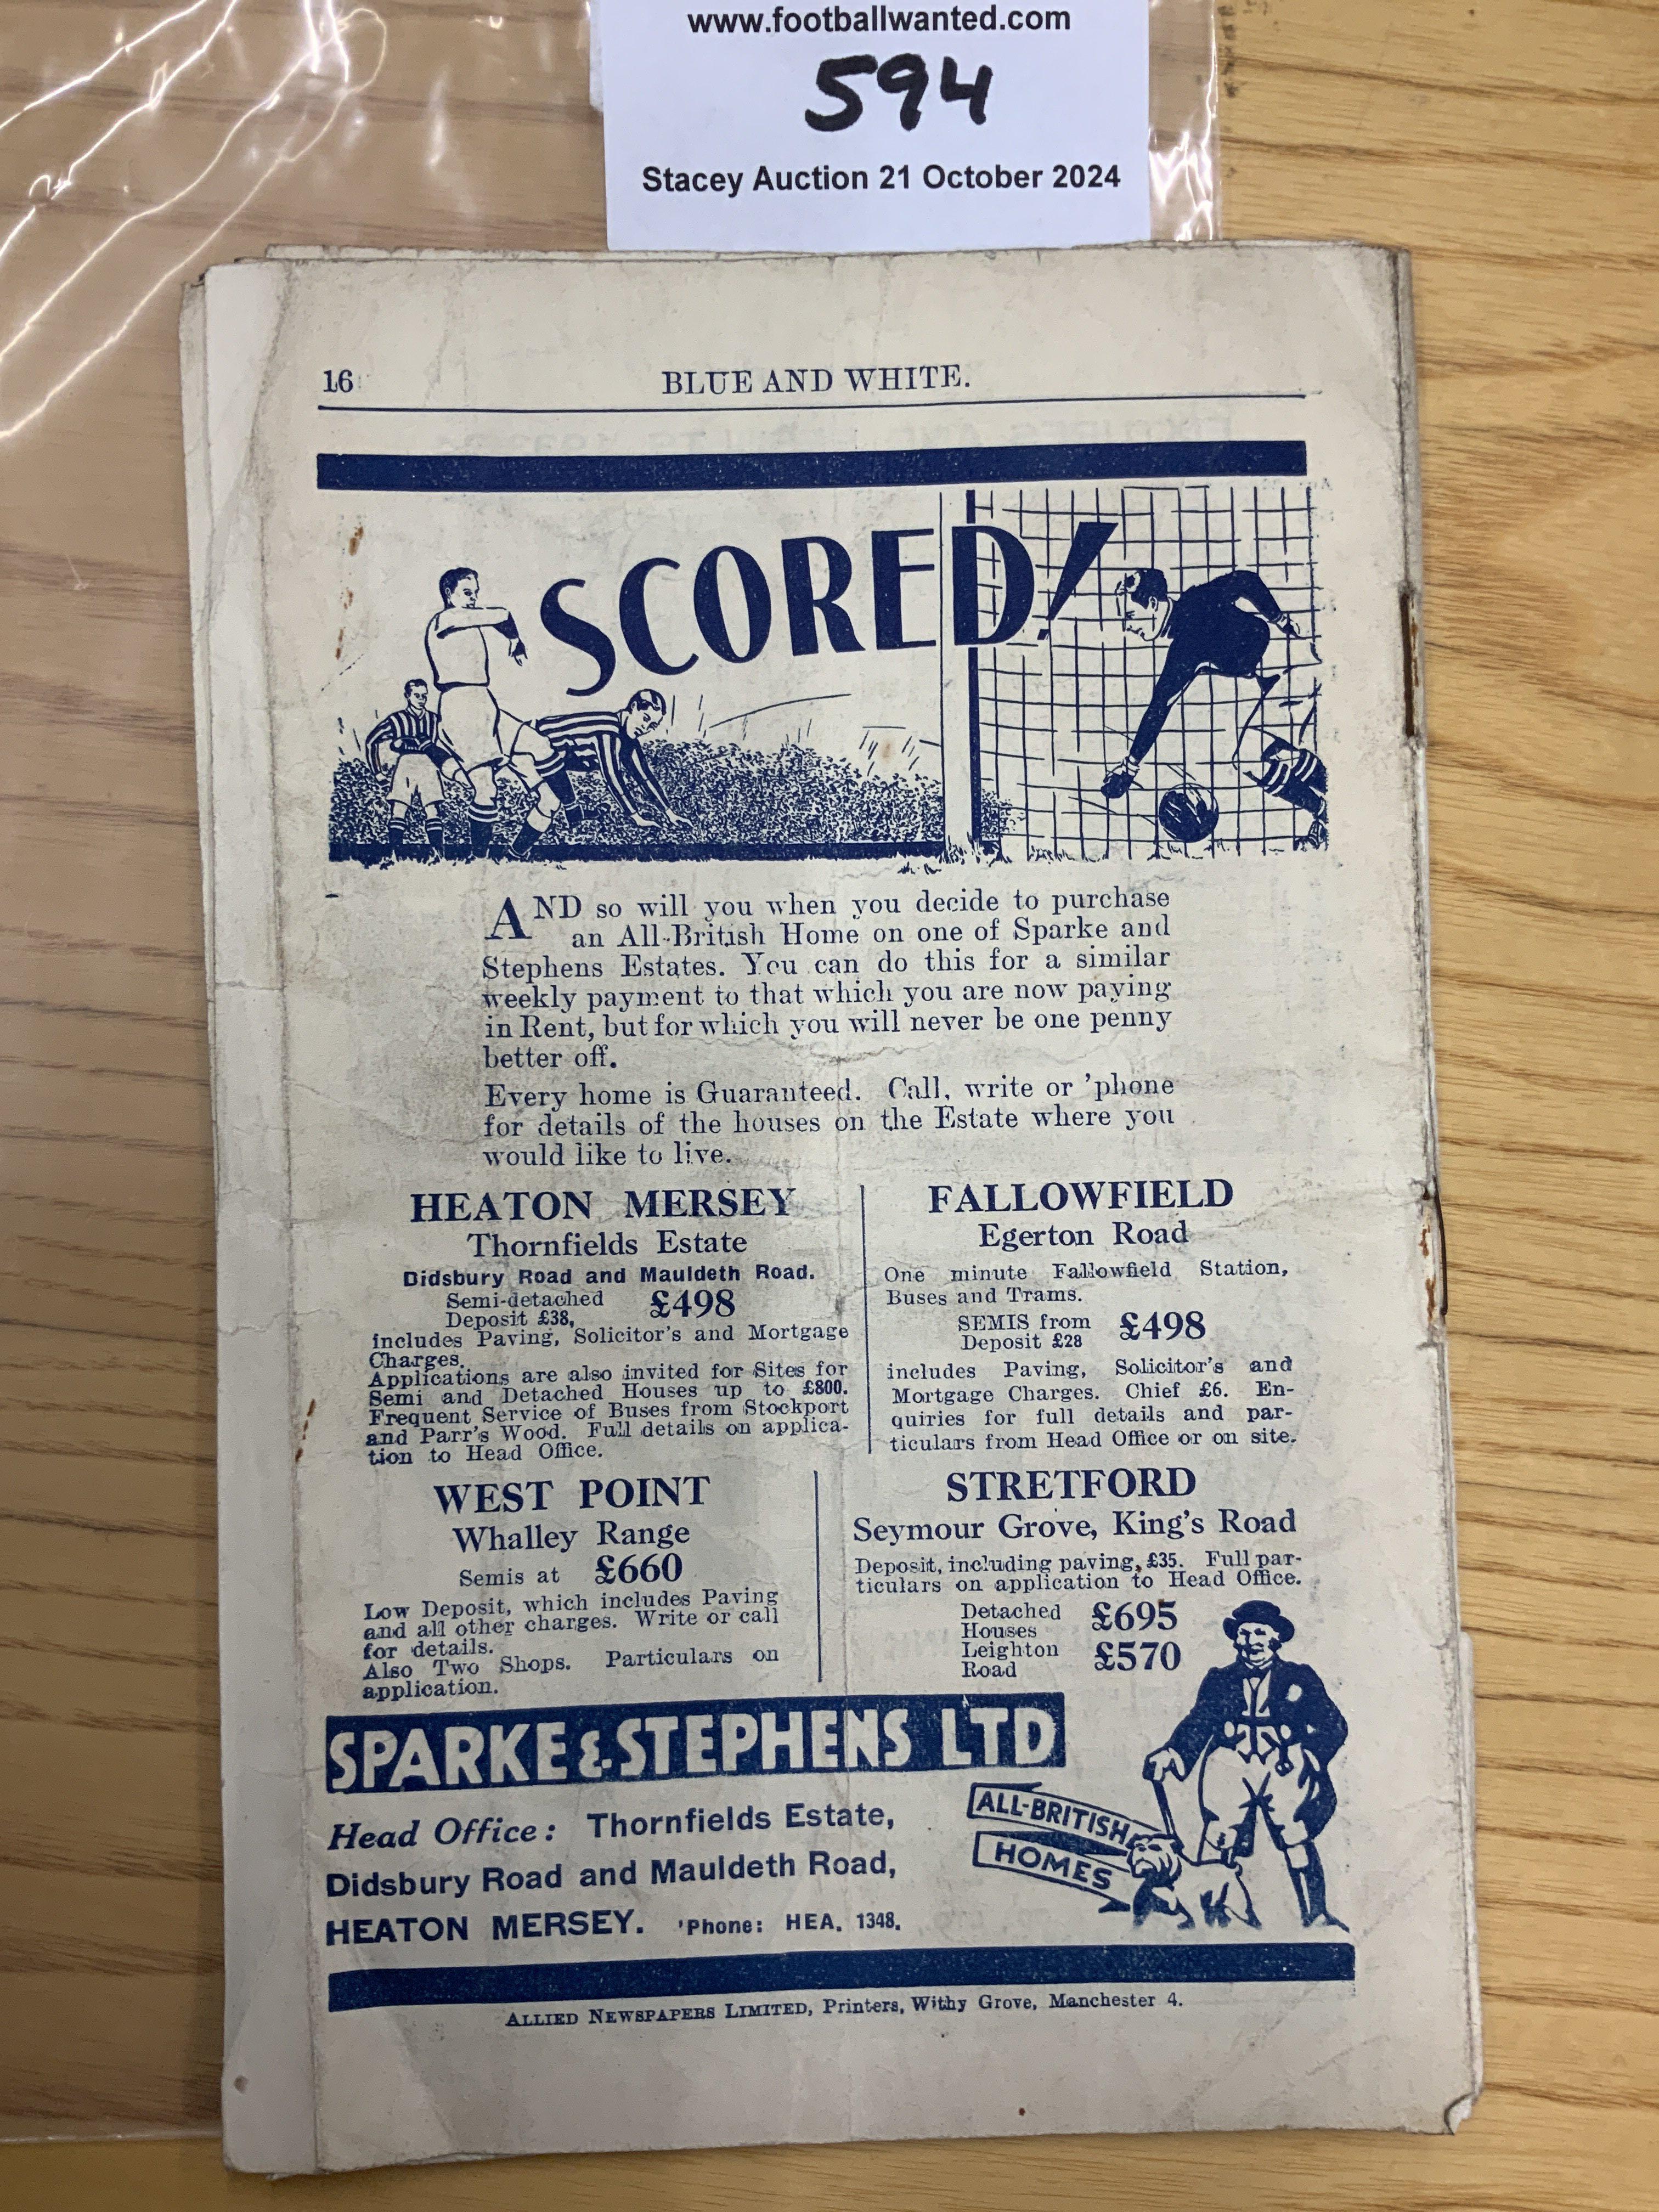 www.footballwanted.com
594
Stacey Auction 21 October 2024
16
BLUE AND WHITE.
SCORED!
AND so will you when you decide to purchase
an All-British Home on one of Sparke and
Stephens Estates. You can do this for a similar
weekly payment to that which you are now paying
in Rent, but for which you will never be one penny
better off.
Every home is Guaranteed. Call, write or 'phone
for details of the houses on the Estate where you
would like to live.
HEATON MERSEY
Thornfields Estate
Didsbury Road and Mauldeth Road.
Semi-detached £498
Deposit £38,
includes Paving, Solicitor's and Mortgage
Charges.
Applications are also invited for Sites for
Semi and Detached Houses up to £800.
Frequent Service of Buses from Stockport
and Parr's Wood. Full details on applica-
tion to Head Office.
FALLOWFIELD
Egerton Road
One minute Fallowfield Station,
Buses and Trams.
SEMIS from £498
Deposit £28
includes Paving, Solicitor's and
Mortgage Charges. Chief £6. En-
quiries for full details and par-
ticulars from Head Office or on site.
WEST POINT
Whalley Range
Semis at £660
Low Deposit, which includes Paving
and all other charges. Write or call
for details.
Also Two Shops. Particulars on
application.
STRETFORD
Seymour Grove, King's Road
Deposit, including paving, £35. Full par-
ticulars on application to Head Office.
Detached Houses £695
Leighton Road £570
SPARKE & STEPHENS LTD
Head Office: Thornfields Estate,
Didsbury Road and Mauldeth Road,
HEATON MERSEY. 'Phone: HEA. 1348.
ALL-BRITISH
HOMES
ALLIED NEWSPAPERS LIMITED, Printers, Withy Grove, Manchester 4.